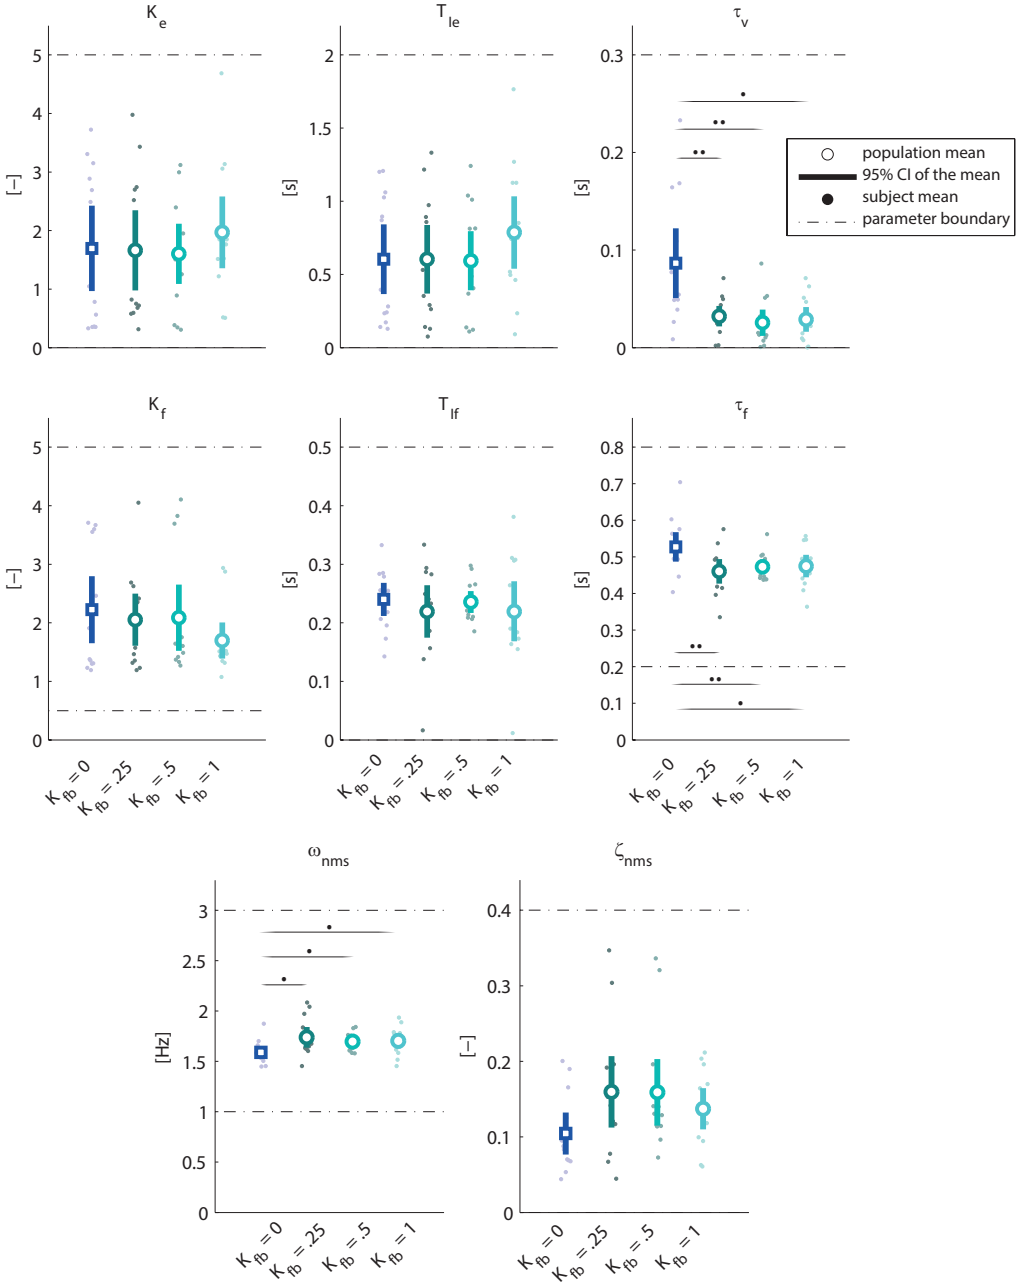 K_e
T_le
τ_v
5
4
3
2
1
0
[−]
2
1.5
1
0.5
0
[s]
0.3
0.2
0.1
0
[s]
population mean
95% CI of the mean
subject mean
parameter boundary
K_f
T_lf
τ_f
5
4
3
2
1
0
[−]
0.5
0.4
0.3
0.2
0.1
0
[s]
0.8
0.7
0.6
0.5
0.4
0.3
0.2
0.1
0
[s]
K_fb = 0
K_fb = .25
K_fb = .5
K_fb = 1
K_fb = 0
K_fb = .25
K_fb = .5
K_fb = 1
K_fb = 0
K_fb = .25
K_fb = .5
K_fb = 1
ω_nms
ζ_nms
3
2.5
2
1.5
1
0.5
0
[Hz]
0.4
0.3
0.2
0.1
0
[−]
K_fb = 0
K_fb = .25
K_fb = .5
K_fb = 1
K_fb = 0
K_fb = .25
K_fb = .5
K_fb = 1